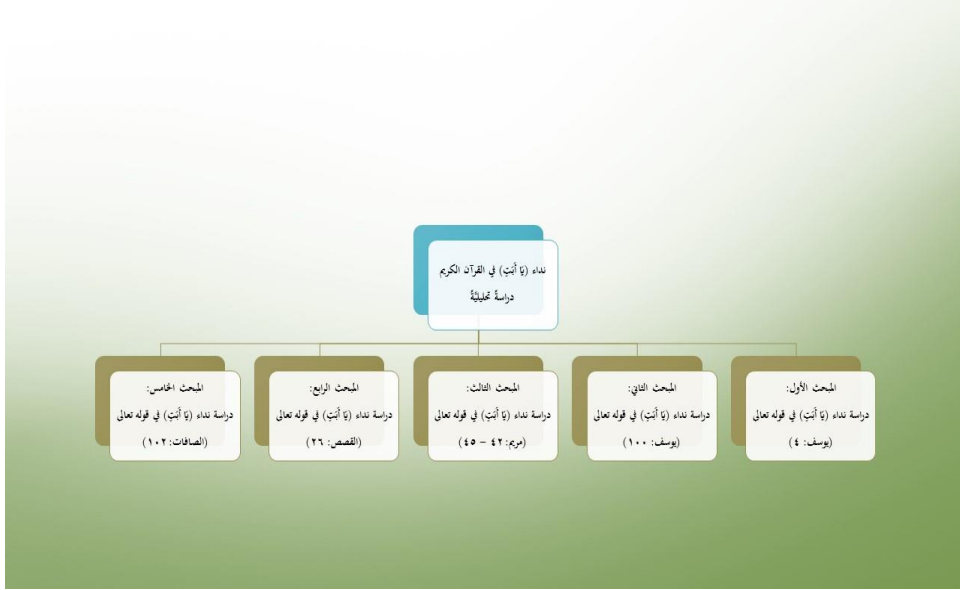 نداء (يَا أَبَتِ) في القرآن الكريم
دراسةً تحليليَّةً
المبحث الأول:
دراسة نداء (يَا أَبَتِ) في قوله تعالى
(يوسف: ٤)
المبحث الثاني:
دراسة نداء (يَا أَبَتِ) في قوله تعالى
(يوسف: ١٠٠)
المبحث الثالث:
دراسة نداء (يَا أَبَتِ) في قوله تعالى
(مريم: ٤٢ – ٤٥)
المبحث الرابع:
دراسة نداء (يَا أَبَتِ) في قوله تعالى
(القصص: ٢٦)
المبحث الخامس:
دراسة نداء (يَا أَبَتِ) في قوله تعالى
(الصافات: ١٠٢)